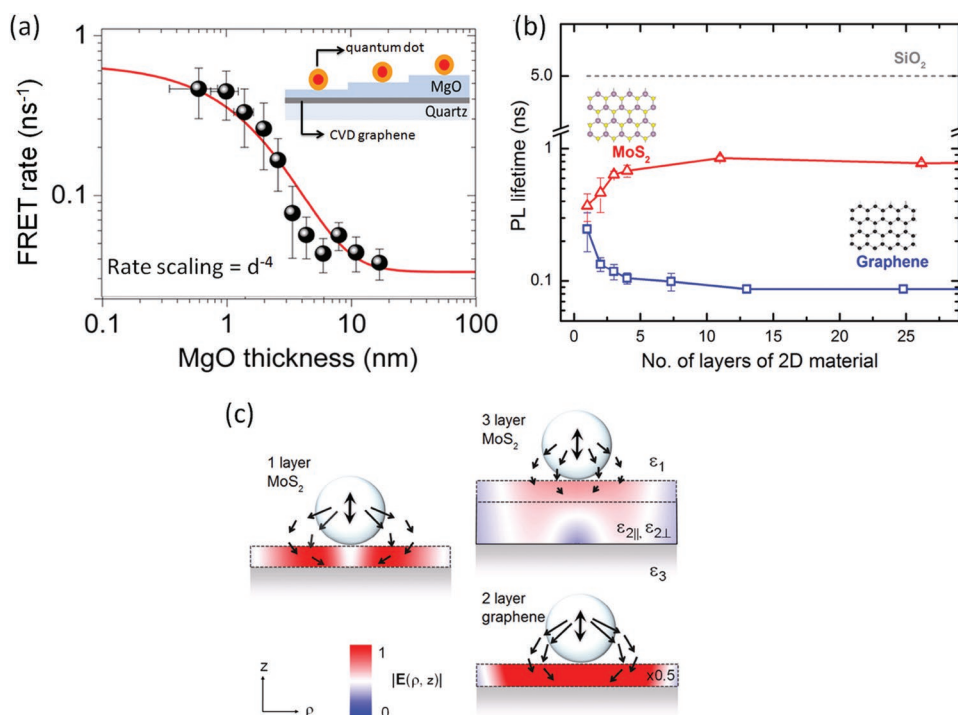 (a)
FRET rate (ns⁻¹)
0.1
quantum dot
MgO
Quartz
CVD graphene
Rate scaling = d⁻⁴
0.1
1
10
100
MgO thickness (nm)
(b)
PL lifetime (ns)
5.0
1
0.1
SiO₂
MoS₂
Graphene
0
5
10
15
20
25
No. of layers of 2D material
(c)
1 layer
MoS₂
3 layer
MoS₂
ε₁
ε₂∥, ε₂⊥
ε₃
2 layer
graphene
x0.5
z
ρ
1
|E(ρ, z)|
0